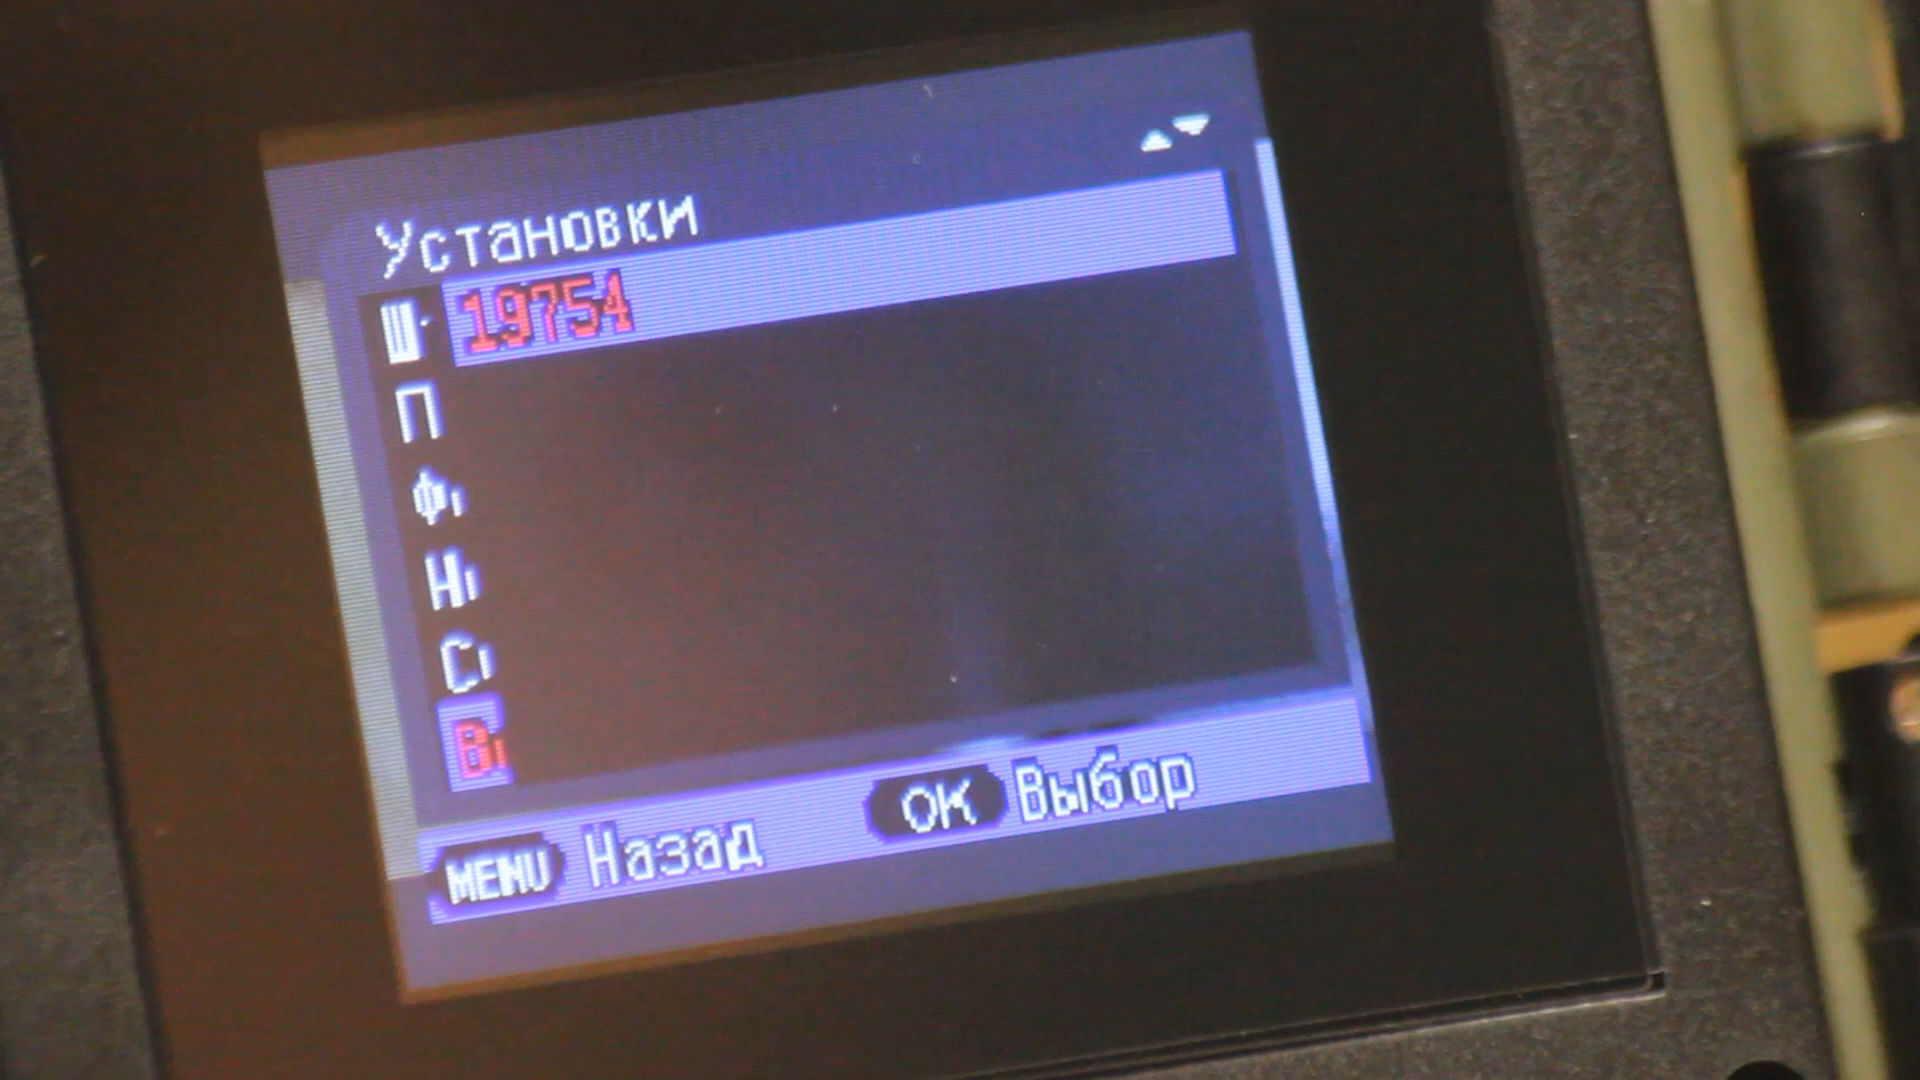 Установки
Ш 19754
П
Ф
Н
С
В
MENU Назад OK Выбор